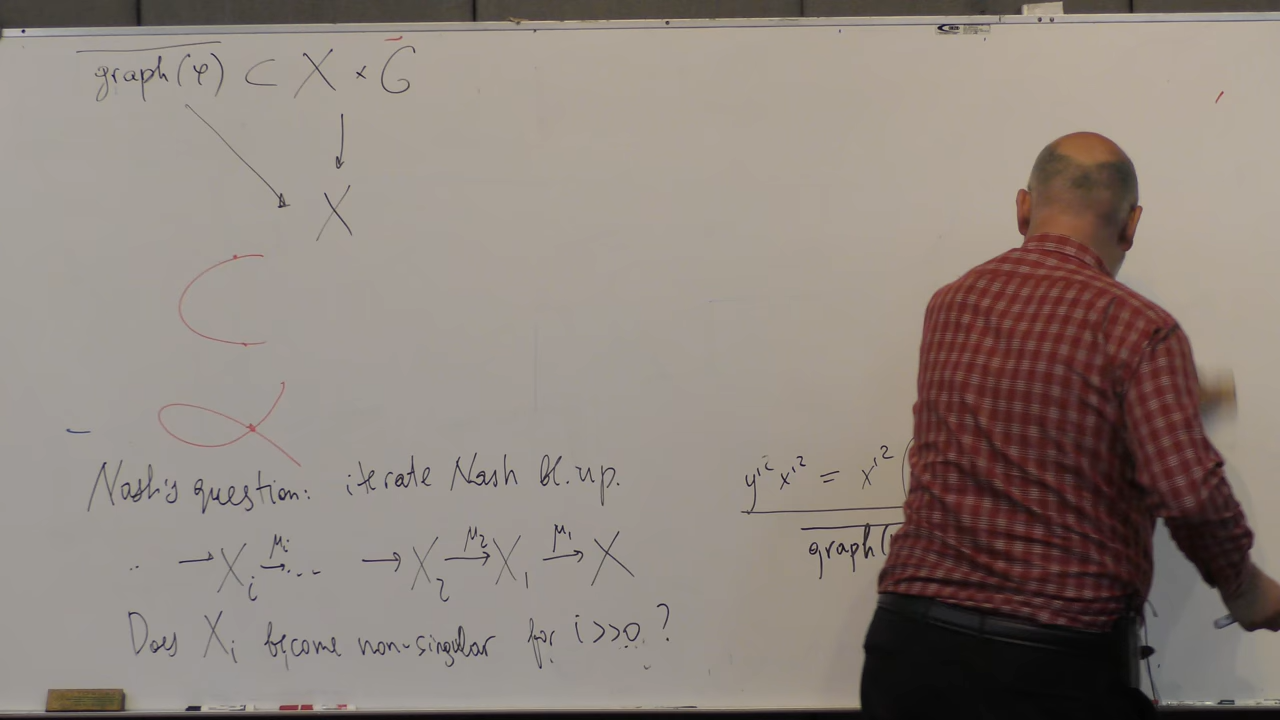 graph(φ) ⊂ X × G
X
Nash's question: iterate Nash bl. up.
.. → X_i →^{μ_i} ... → X_2 →^{μ_2} X_1 →^{μ_1} X
Does X_i become non-singular for i >> 0 ?
y'^2 x'^2 = x'^2 (
graph(